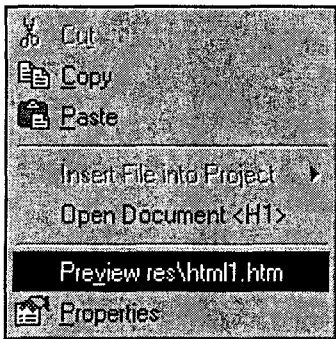 Cut
Copy
Paste
Insert File into Project
Open Document <H1>
Preview res\html1.htm
Properties